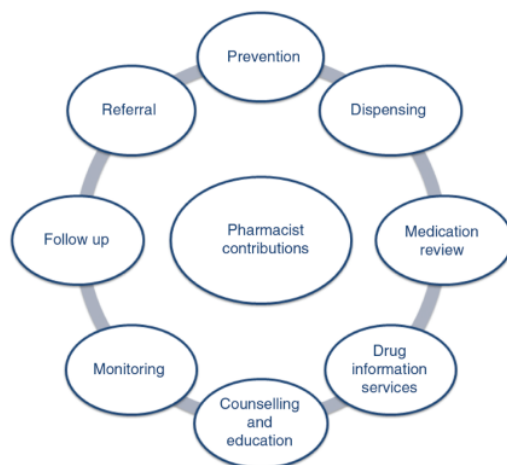 Prevention
Referral
Dispensing
Pharmacist
contributions
Follow up
Medication
review
Monitoring
Drug
information
services
Counselling
and
education